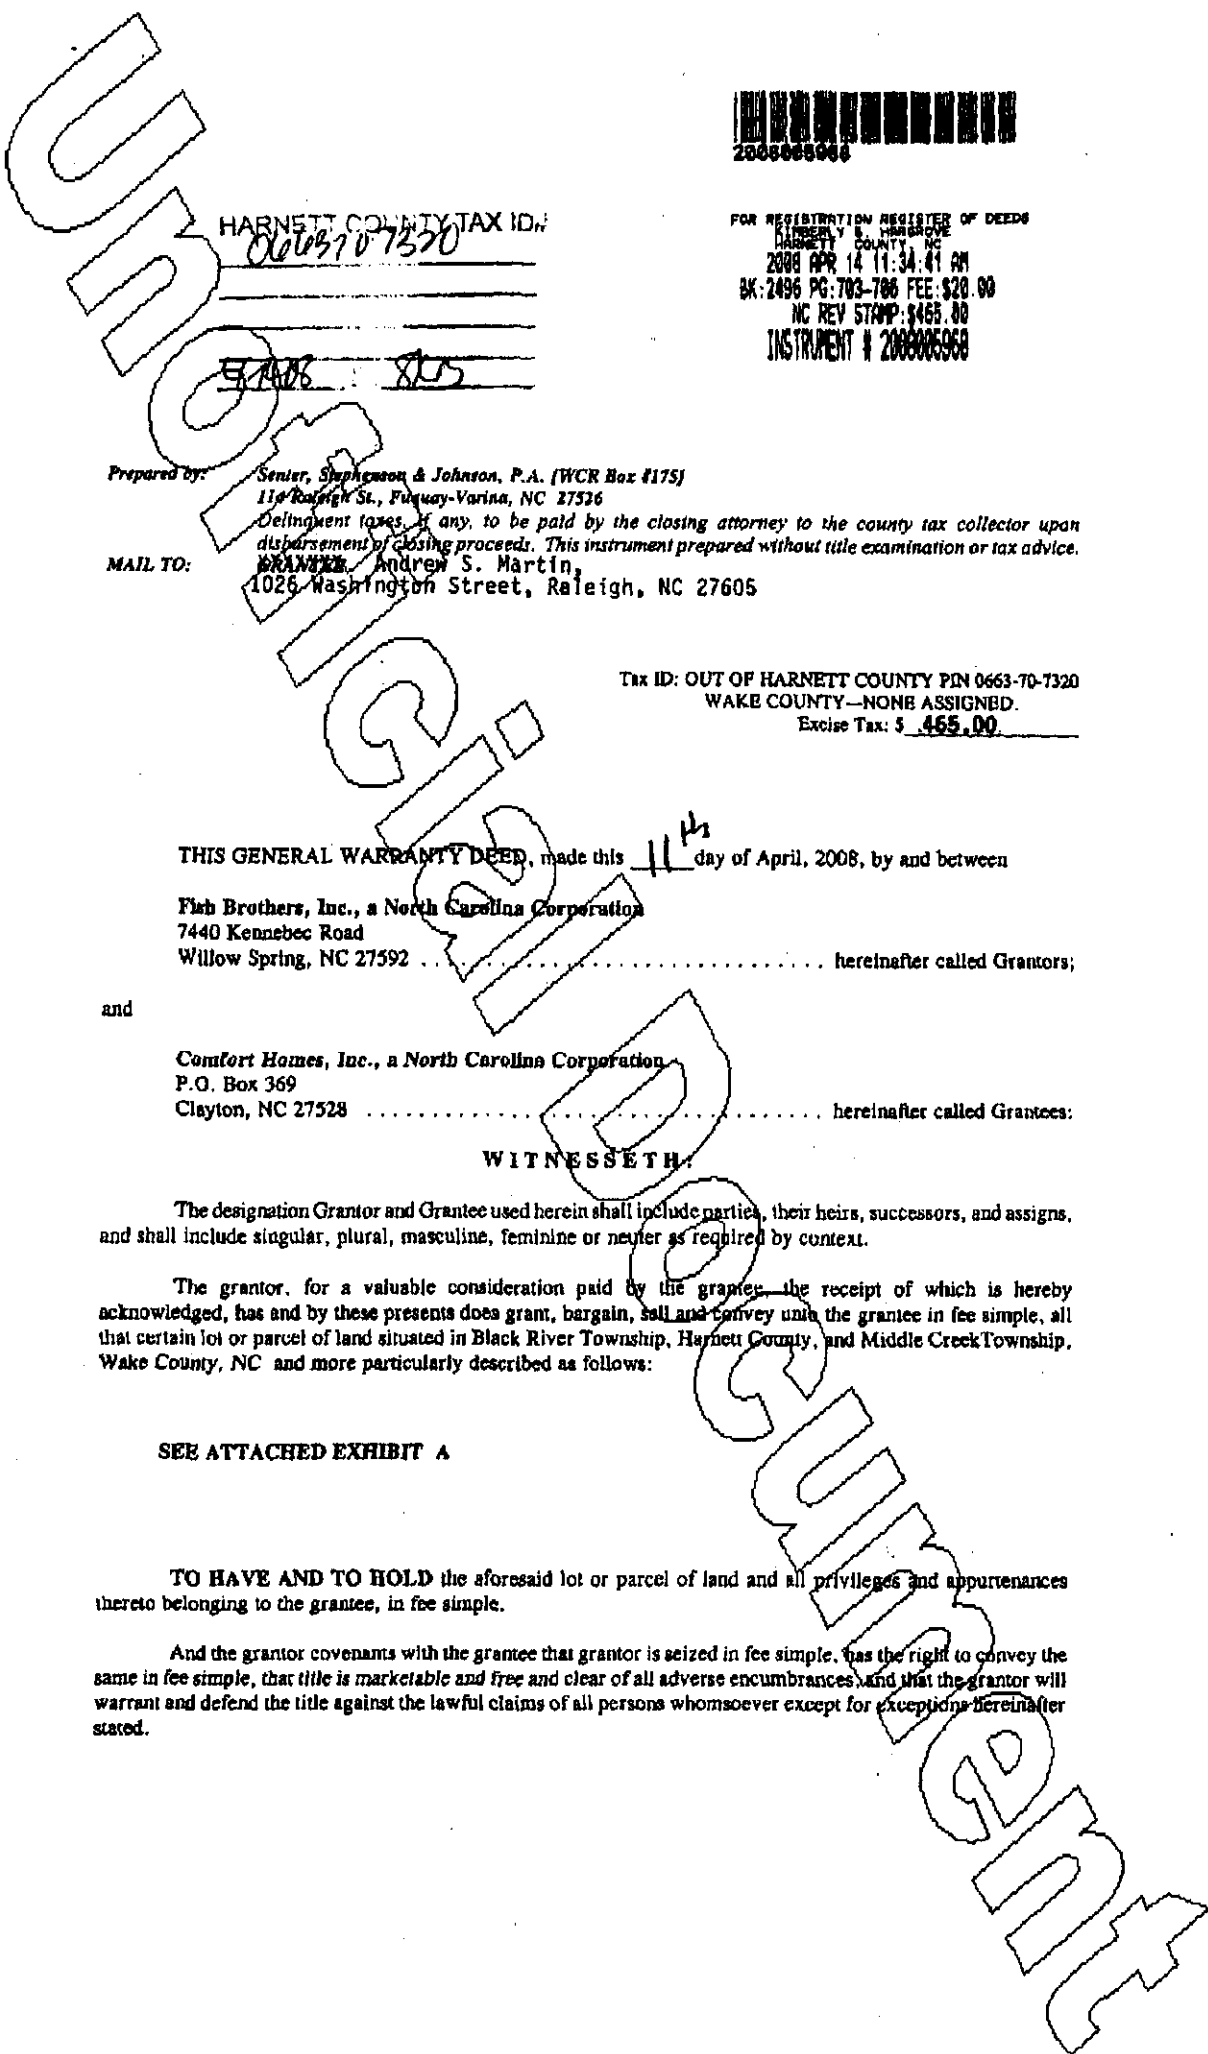 2008005968
HARNETT COUNTY TAX ID#
0663707320
FOR REGISTRATION REGISTER OF DEEDS
KIMBERLY S. HARGROVE
HARNETT COUNTY, NC
2008 APR 14 11:34:41 AM
BK:2496 PG:703-706 FEE:$20.00
NC REV STAMP:$465.00
INSTRUMENT # 2008005968
Prepared by: Senter, Stephenson & Johnson, P.A. [WCR Box #175]
114 Raleigh St., Fuquay-Varina, NC 27526
Delinquent taxes, if any, to be paid by the closing attorney to the county tax collector upon
disbursement of closing proceeds. This instrument prepared without title examination or tax advice.
MAIL TO: GRANTEE Andrew S. Martin,
1026 Washington Street, Raleigh, NC 27605
Tax ID: OUT OF HARNETT COUNTY PIN 0663-70-7320
WAKE COUNTY—NONE ASSIGNED.
Excise Tax: $ 465.00
THIS GENERAL WARRANTY DEED, made this 11th day of April, 2008, by and between
Fish Brothers, Inc., a North Carolina Corporation
7440 Kennebec Road
Willow Spring, NC 27592 . . . . . . . . . . . . . . . . . . . . . . . . . . . . . . . hereinafter called Grantors;
and
Comfort Homes, Inc., a North Carolina Corporation
P.O. Box 369
Clayton, NC 27528 . . . . . . . . . . . . . . . . . . . . . . . . . . . . . . . . . . . hereinafter called Grantees:
WITNESSETH:
The designation Grantor and Grantee used herein shall include parties, their heirs, successors, and assigns,
and shall include singular, plural, masculine, feminine or neuter as required by context.
The grantor, for a valuable consideration paid by the grantee, the receipt of which is hereby
acknowledged, has and by these presents does grant, bargain, sell and convey unto the grantee in fee simple, all
that certain lot or parcel of land situated in Black River Township, Harnett County, and Middle Creek Township,
Wake County, NC and more particularly described as follows:
SEE ATTACHED EXHIBIT A
TO HAVE AND TO HOLD the aforesaid lot or parcel of land and all privileges and appurtenances
thereto belonging to the grantee, in fee simple.
And the grantor covenants with the grantee that grantor is seized in fee simple, has the right to convey the
same in fee simple, that title is marketable and free and clear of all adverse encumbrances, and that the grantor will
warrant and defend the title against the lawful claims of all persons whomsoever except for exceptions hereinafter
stated.
Unofficial Document